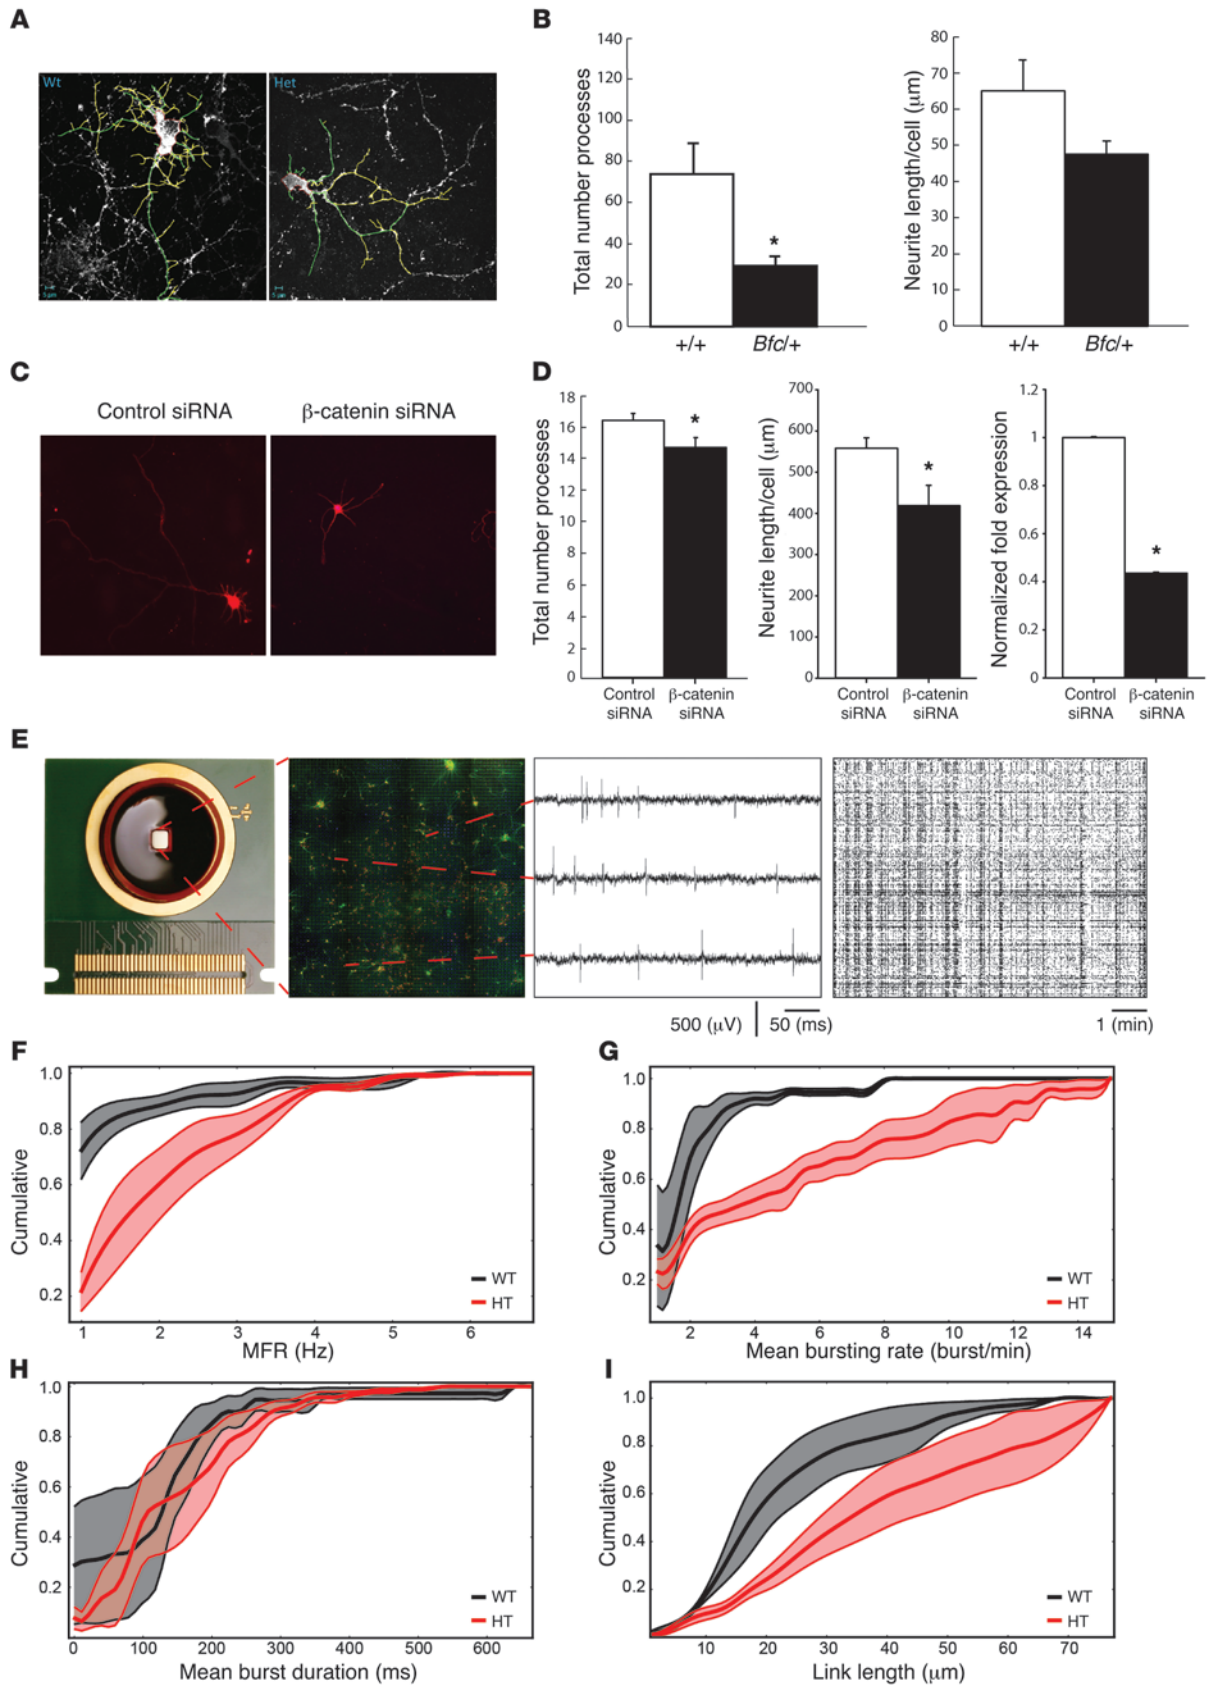 A
Wt
Het
5 µm
5 µm
B
Total number processes
140
120
100
80
60
40
20
0
*
+/+
Bfc/+
Neurite length/cell (μm)
80
70
60
50
40
30
20
10
0
+/+
Bfc/+
C
Control siRNA
β-catenin siRNA
D
Total number processes
18
16
14
12
10
8
6
4
2
0
*
Control siRNA
β-catenin siRNA
Neurite length/cell (μm)
700
600
500
400
300
200
100
0
*
Control siRNA
β-catenin siRNA
Normalized fold expression
1.2
1
0.8
0.6
0.4
0.2
0
*
Control siRNA
β-catenin siRNA
E
500 (μV)
50 (ms)
1 (min)
F
Cumulative
1.0
0.8
0.6
0.4
0.2
WT
HT
1 2 3 4 5 6
MFR (Hz)
G
Cumulative
1.0
0.8
0.6
0.4
0.2
WT
HT
2 4 6 8 10 12 14
Mean bursting rate (burst/min)
H
Cumulative
1.0
0.8
0.6
0.4
0.2
WT
HT
0 100 200 300 400 500 600
Mean burst duration (ms)
I
Cumulative
1.0
0.8
0.6
0.4
0.2
WT
HT
10 20 30 40 50 60 70
Link length (μm)